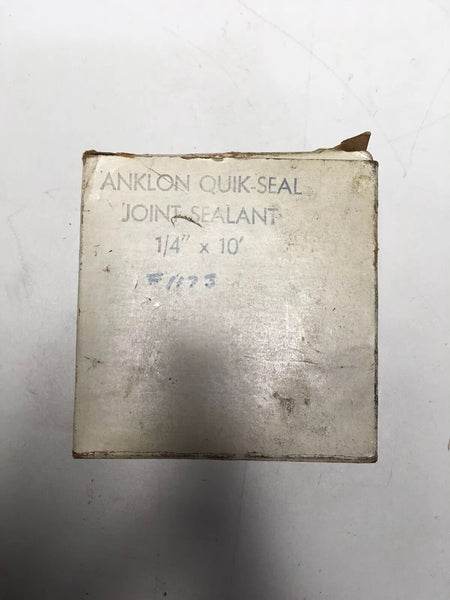 ANKLON QUIK-SEAL
JOINT SEALANT
1/4" x 10'
F1173